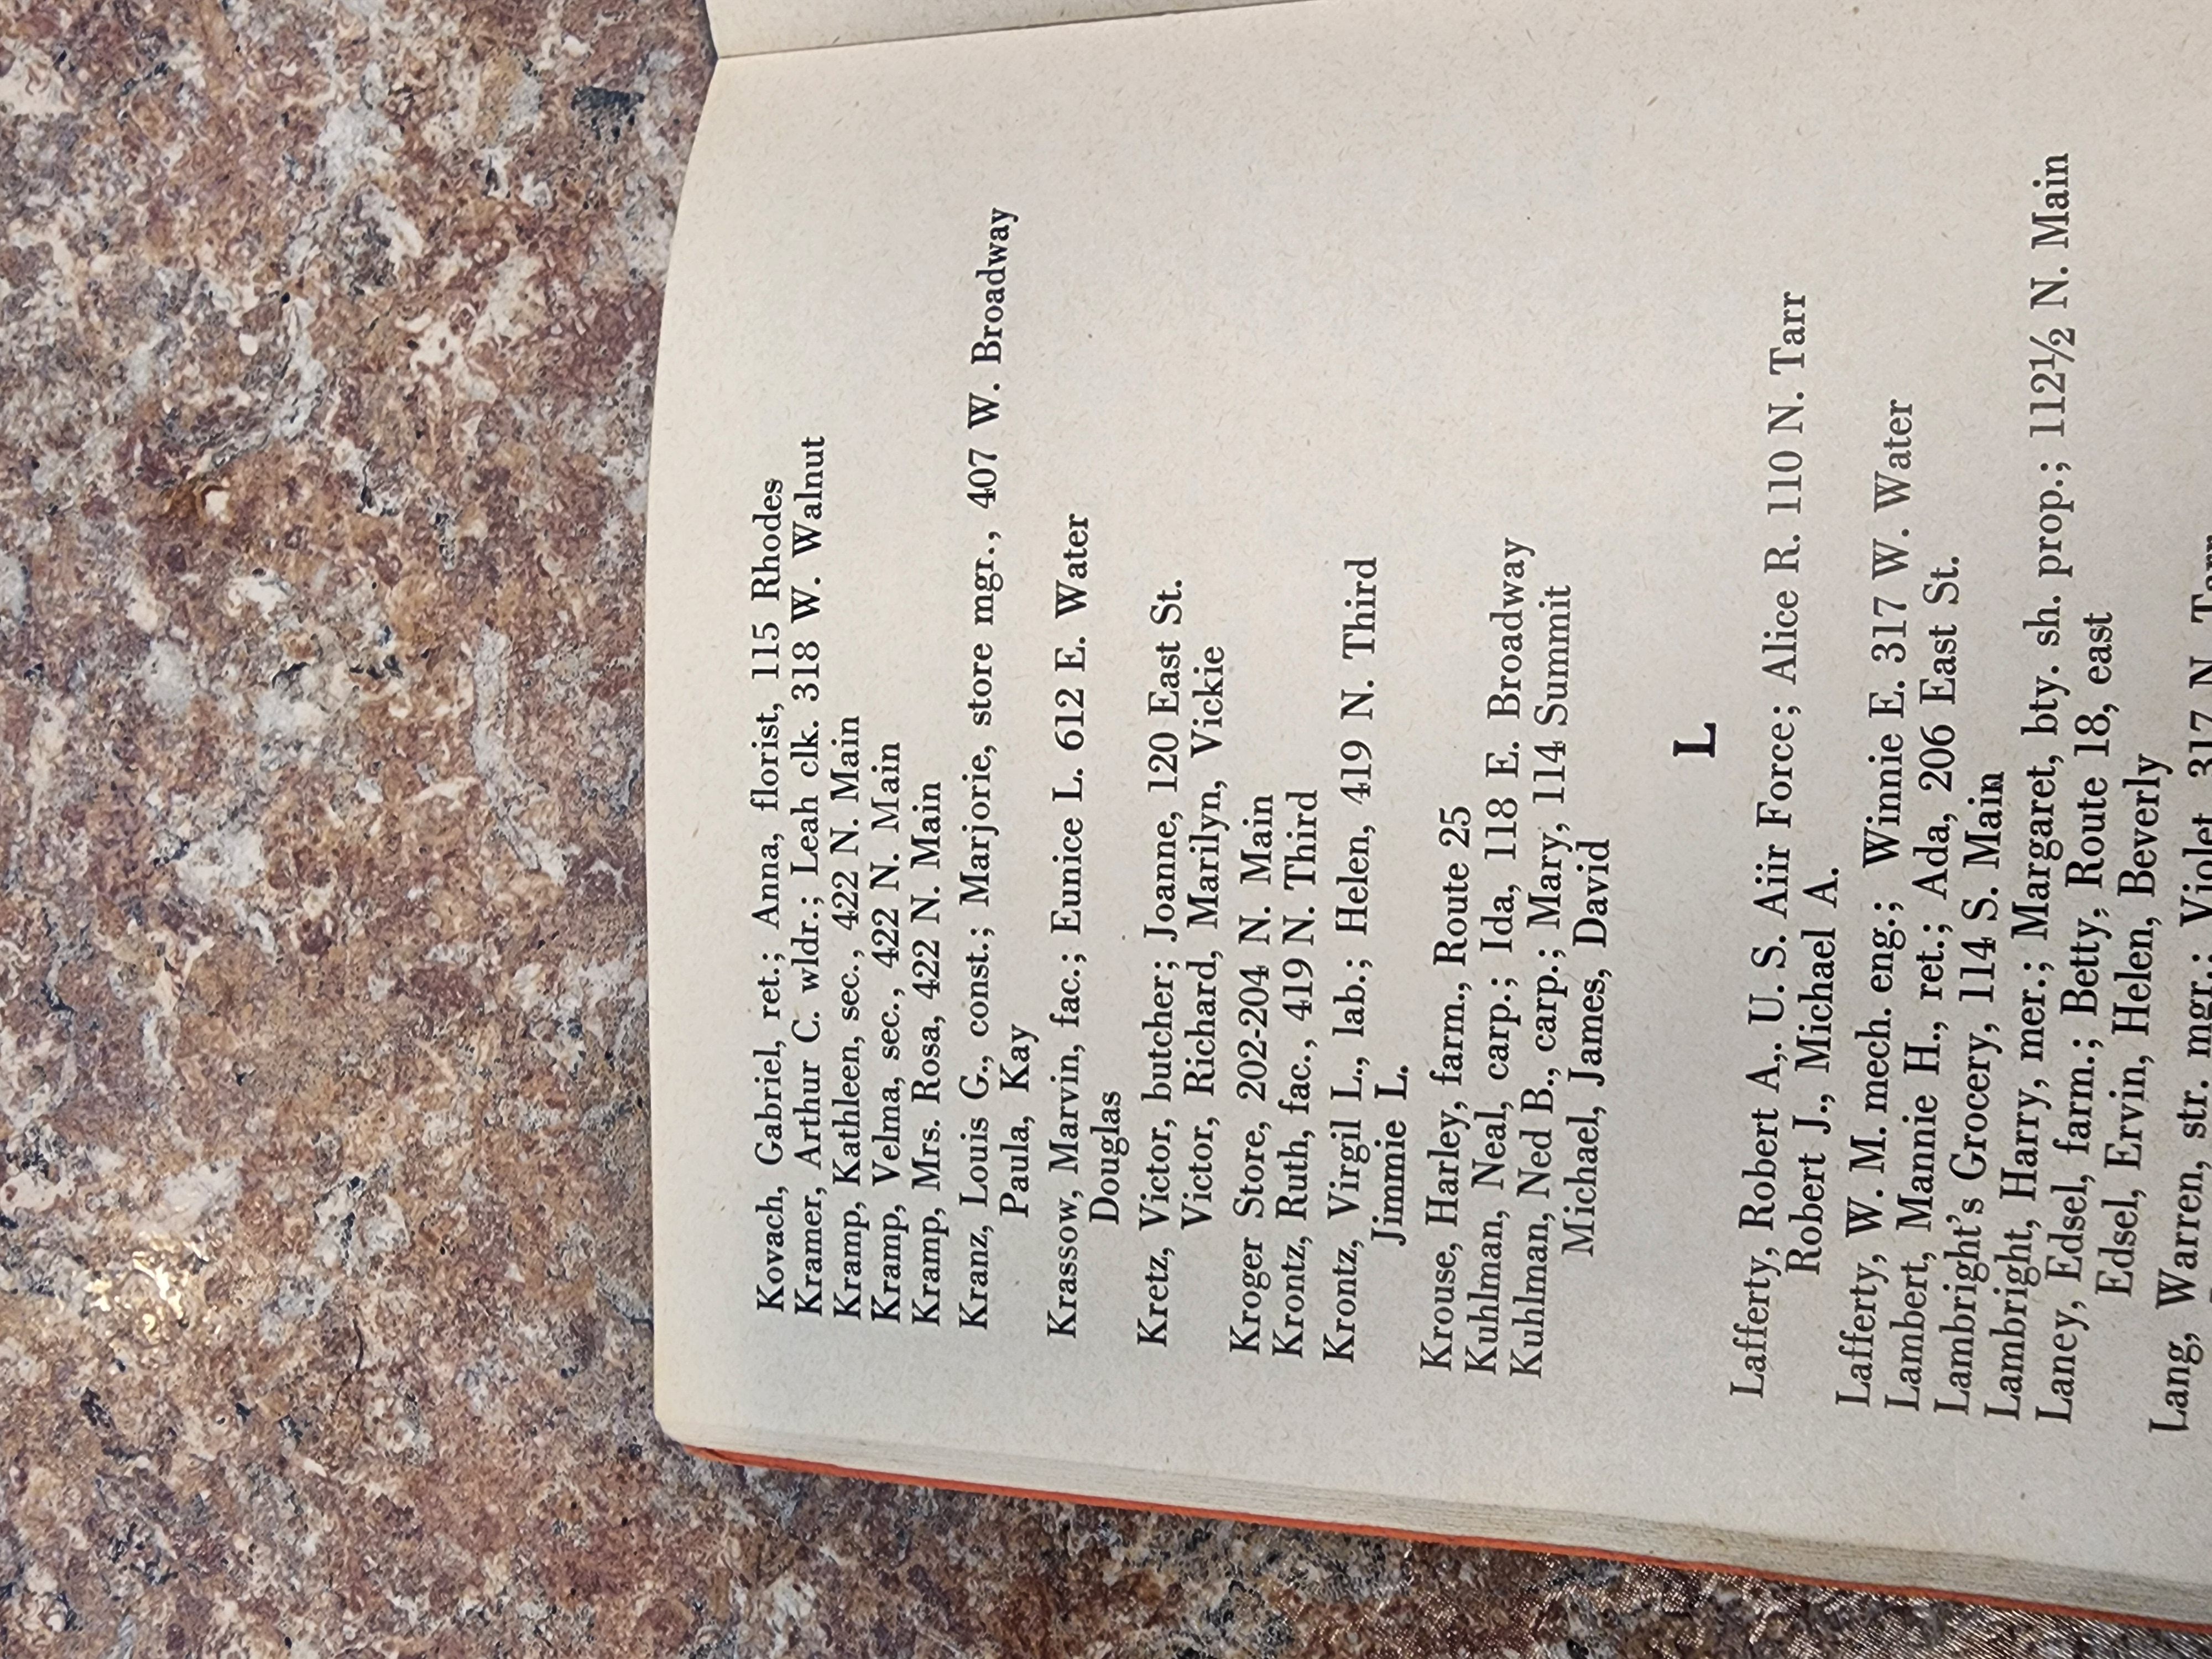 Kovach, Gabriel, ret.; Anna, florist, 115 Rhodes
Kramer, Arthur C. wldr.; Leah clk. 318 W. Walnut
Kramp, Kathleen, sec., 422 N. Main
Kramp, Velma, sec., 422 N. Main
Kramp, Mrs. Rosa, 422 N. Main
Kranz, Louis G., const.; Marjorie, store mgr., 407 W. Broadway
Paula, Kay
Krassow, Marvin, fac.; Eunice L. 612 E. Water
Douglas
Kretz, Victor, butcher; Joanne, 120 East St.
Victor, Richard, Marilyn, Vickie
Kroger Store, 202-204 N. Main
Krontz, Ruth, fac., 419 N. Third
Krontz, Virgil L., lab.; Helen, 419 N. Third
Jimmie L.
Krouse, Harley, farm., Route 25
Kuhlman, Neal, carp.; Ida, 118 E. Broadway
Kuhlman, Ned B., carp.; Mary, 114 Summit
Michael, James, David
L
Lafferty, Robert A,. U. S. Aiir Force; Alice R. 110 N. Tarr
Robert J., Michael A.
Lafferty, W. M. mech. eng.; Winnie E. 317 W. Water
Lambert, Mannie H., ret.; Ada, 206 East St.
Lambright's Grocery, 114 S. Main
Lambright, Harry, mer.; Margaret, bty. sh. prop.; 112½ N. Main
Laney, Edsel, farm.; Betty, Route 18, east
Edsel, Ervin, Helen, Beverly
Lang, Warren, str. mgr.; Violet, 317 N. Tarr